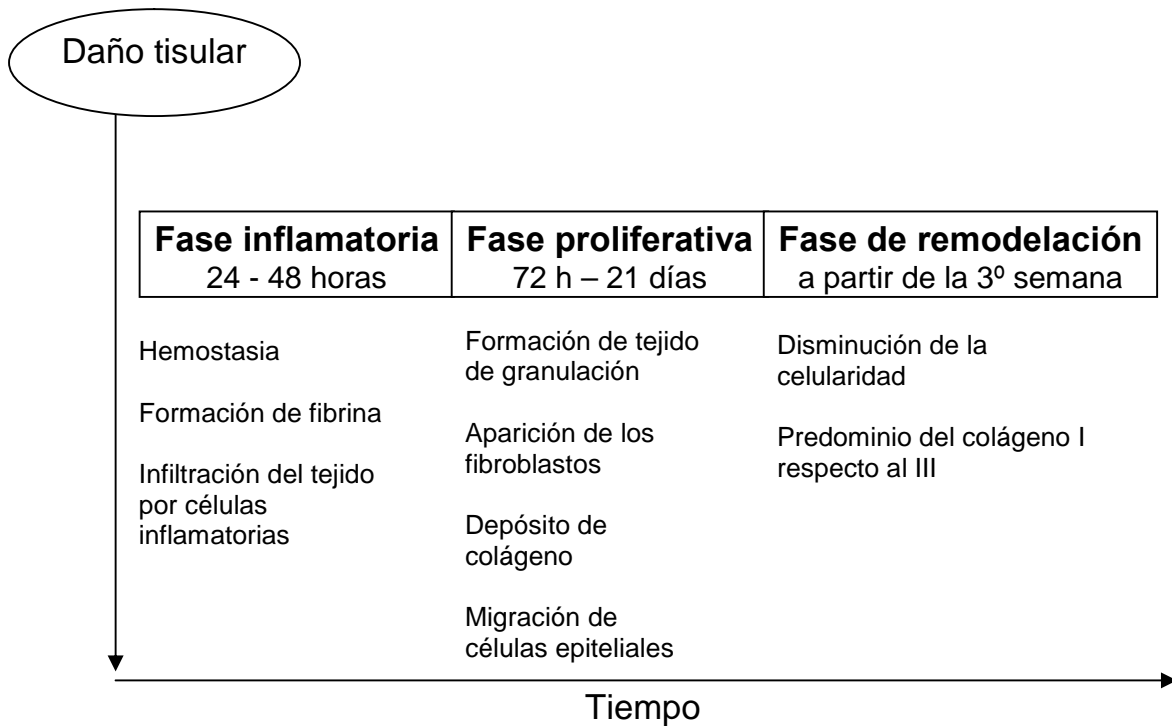 Daño tisular
Fase inflamatoria
24 - 48 horas
Fase proliferativa
72 h – 21 días
Fase de remodelación
a partir de la 3º semana
Hemostasia
Formación de fibrina
Infiltración del tejido
por células
inflamatorias
Formación de tejido
de granulación
Aparición de los
fibroblastos
Depósito de
colágeno
Migración de
células epiteliales
Disminución de la
celularidad
Predominio del colágeno I
respecto al III
Tiempo